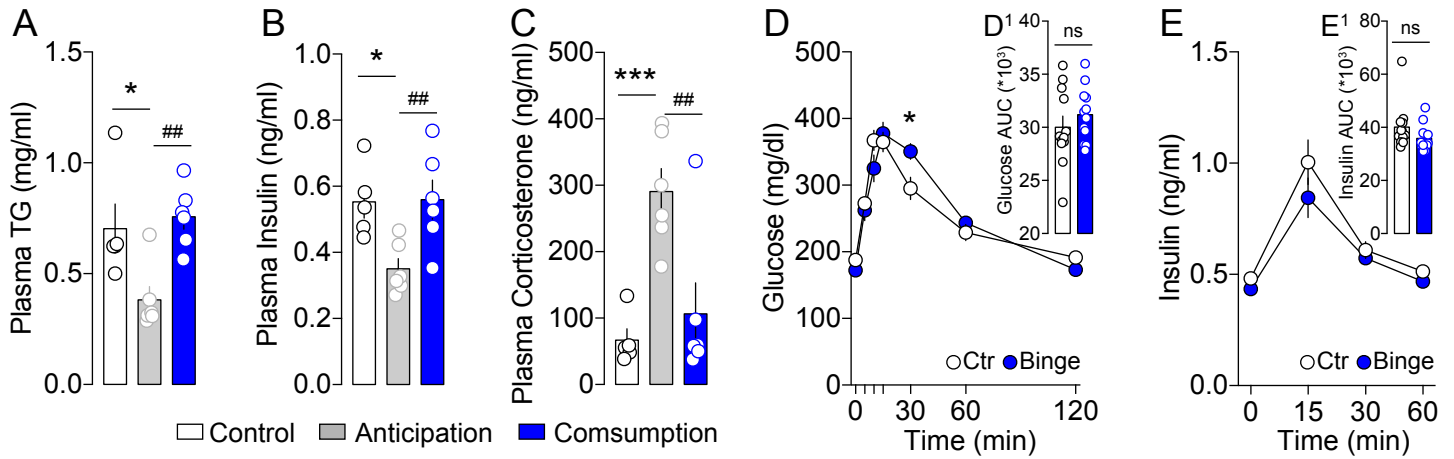 A
Plasma TG (mg/ml)
1.5
1.0
0.5
0.0
*
##
B
Plasma Insulin (ng/ml)
1.0
0.8
0.6
0.4
0.2
0.0
*
##
C
Plasma Corticosterone (ng/ml)
500
400
300
200
100
0
***
##
Control Anticipation Comsumption
D
Glucose (mg/dl)
500
400
300
200
100
0
*
Ctr Binge
0 30 60 120
Time (min)
D1
Glucose AUC (*10³)
40
35
30
25
20
ns
E
Insulin (ng/ml)
1.5
1.0
0.5
0.0
Ctr Binge
0 15 30 60
Time (min)
E1
Insulin AUC (*10³)
80
60
40
20
0
ns